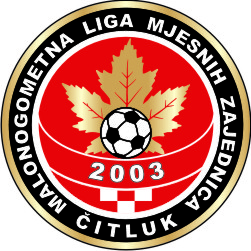 MALONOGOMETNA LIGA MJESNIH ZAJEDNICA
2003
ČITLUK